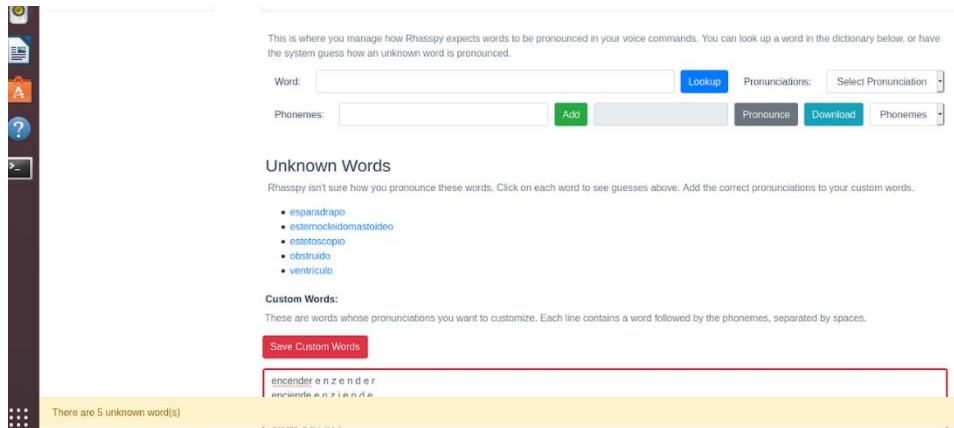 This is where you manage how Rhasspy expects words to be pronounced in your voice commands. You can look up a word in the dictionary below, or have
the system guess how an unknown word is pronounced.
Word: Lookup Pronunciations: Select Pronunciation
Phonemes: Add Pronounce Download Phonemes
Unknown Words
Rhasspy isn't sure how you pronounce these words. Click on each word to see guesses above. Add the correct pronunciations to your custom words.
• esparadrapo
• esternocleidomastoideo
• estetoscopio
• obstruido
• ventrículo
Custom Words:
These are words whose pronunciations you want to customize. Each line contains a word followed by the phonemes, separated by spaces.
Save Custom Words
encender e n z e n d e r
enciende e n z i e n d e
There are 5 unknown word(s)